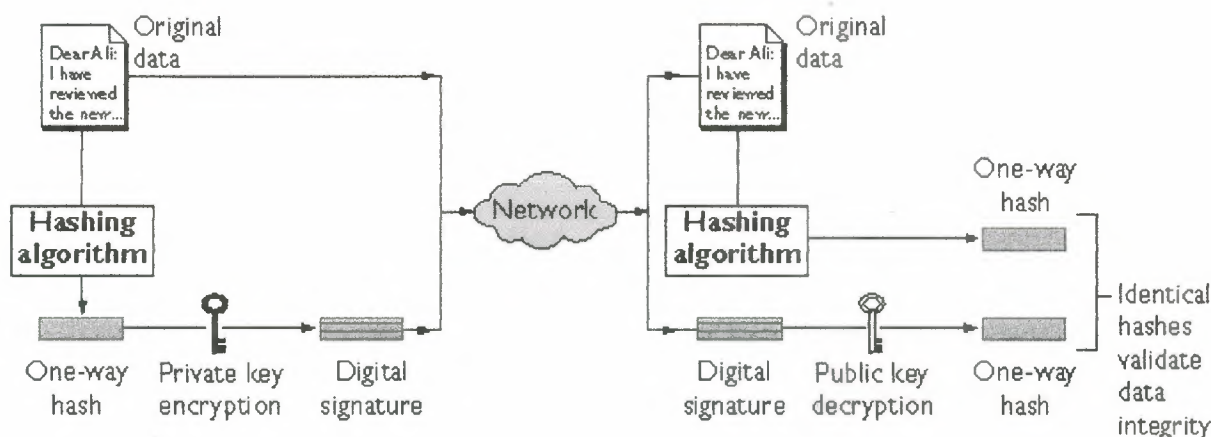 Original
data
Dear Ali:
I have
reviewed
the new...
Hashing
algorithm
One-way
hash
Private key
encryption
Digital
signature
Network
Original
data
Dear Ali:
I have
reviewed
the new...
Hashing
algorithm
One-way
hash
Digital
signature
Public key
decryption
One-way
hash
Identical
hashes
validate
data
integrity